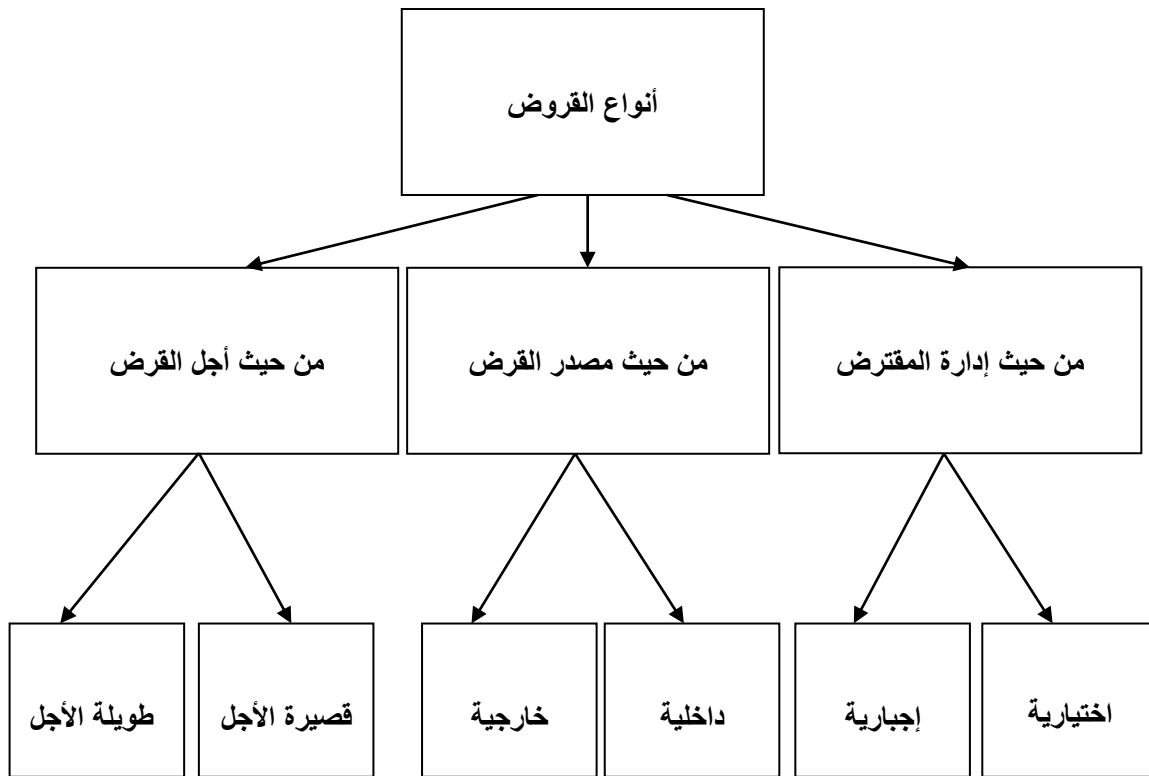 أنواع القروض
من حيث إدارة المقترض
من حيث مصدر القرض
من حيث أجل القرض
اختيارية
إجبارية
داخلية
خارجية
قصيرة الأجل
طويلة الأجل